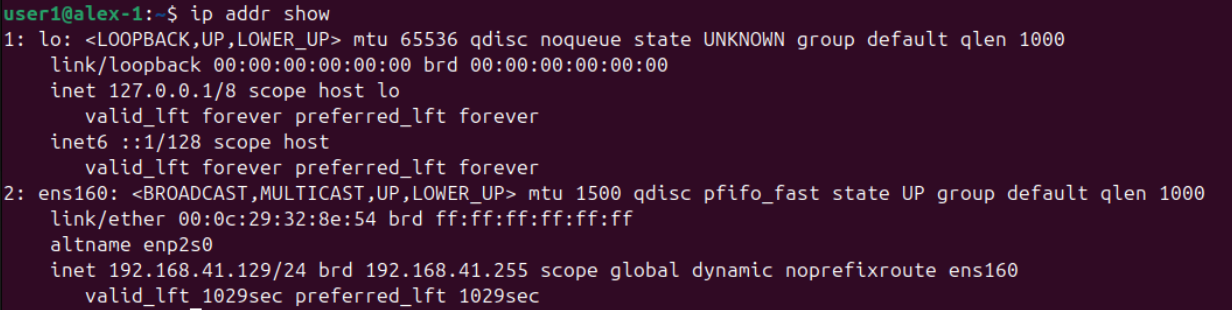 user1@alex-1:~$ ip addr show
1: lo: <LOOPBACK,UP,LOWER_UP> mtu 65536 qdisc noqueue state UNKNOWN group default qlen 1000
    link/loopback 00:00:00:00:00:00 brd 00:00:00:00:00:00
    inet 127.0.0.1/8 scope host lo
       valid_lft forever preferred_lft forever
    inet6 ::1/128 scope host
       valid_lft forever preferred_lft forever
2: ens160: <BROADCAST,MULTICAST,UP,LOWER_UP> mtu 1500 qdisc pfifo_fast state UP group default qlen 1000
    link/ether 00:0c:29:32:8e:54 brd ff:ff:ff:ff:ff:ff
    altname enp2s0
    inet 192.168.41.129/24 brd 192.168.41.255 scope global dynamic noprefixroute ens160
       valid_lft 1029sec preferred_lft 1029sec